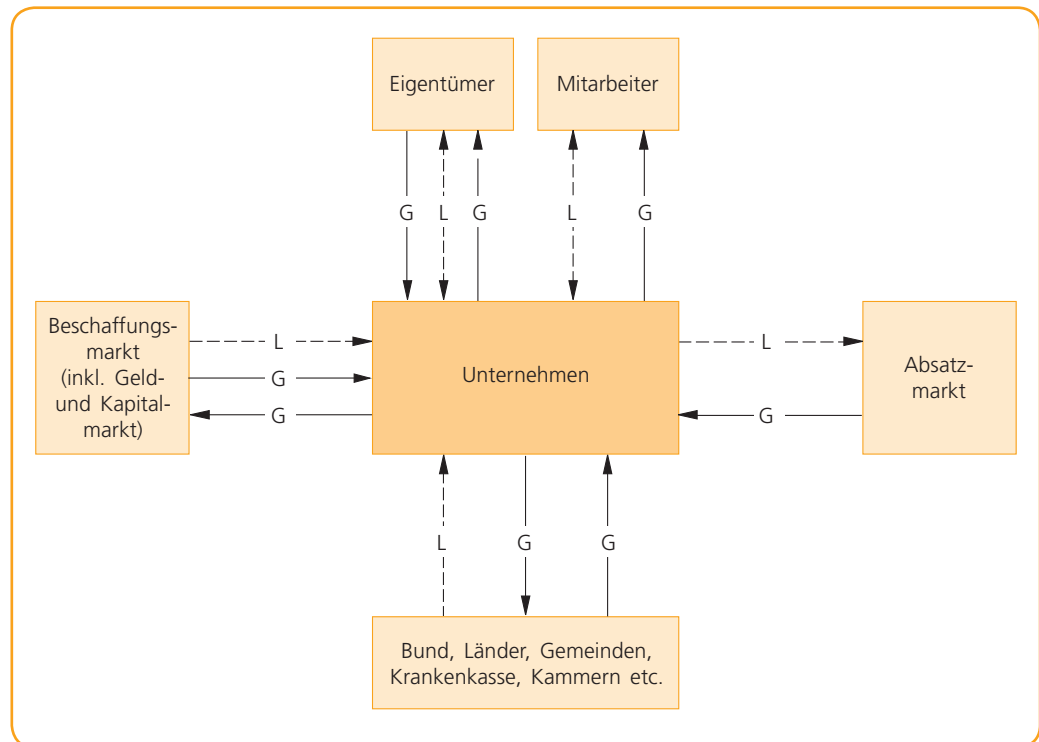 Eigentümer
Mitarbeiter
G
L
G
L
G
Beschaffungs-
markt
(inkl. Geld-
und Kapital-
markt)
L
G
G
Unternehmen
L
G
Absatz-
markt
L
G
G
Bund, Länder, Gemeinden,
Krankenkasse, Kammern etc.